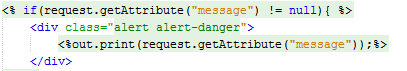 <% if(request.getAttribute("message") != null){ %>
<div class="alert alert-danger">
<%out.print(request.getAttribute("message"));%>
</div>